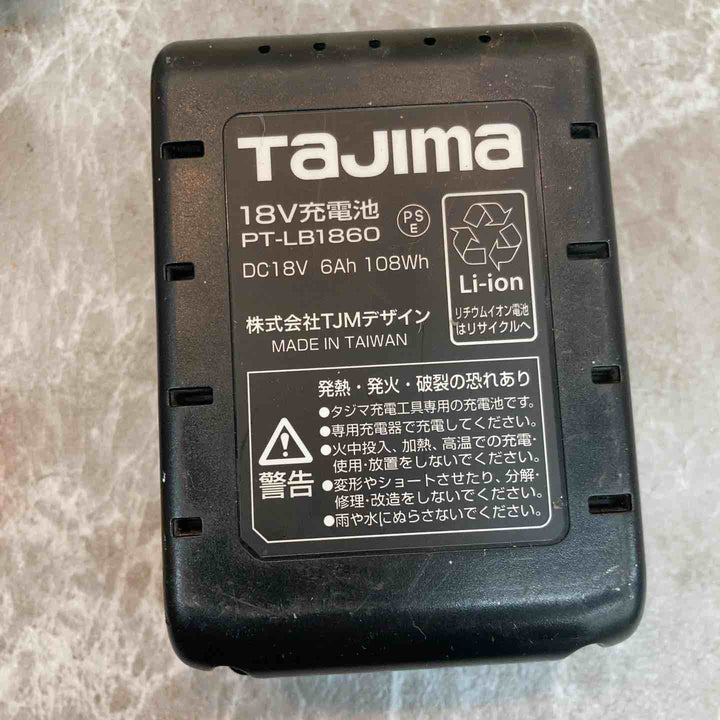 TaJIma
18V充電池
PT-LB1860
PS
E
DC18V 6Ah 108Wh
Li-ion
リチウムイオン電池
はリサイクルへ
株式会社TJMデザイン
MADE IN TAIWAN
警告
発熱・発火・破裂の恐れあり
●タジマ充電工具専用の充電池です。
●専用充電器で充電してください。
●火中投入、加熱、高温での充電・
使用・放置をしないでください。
●変形やショートさせたり、分解・
修理・改造をしないでください。
●雨や水にぬらさないでください。